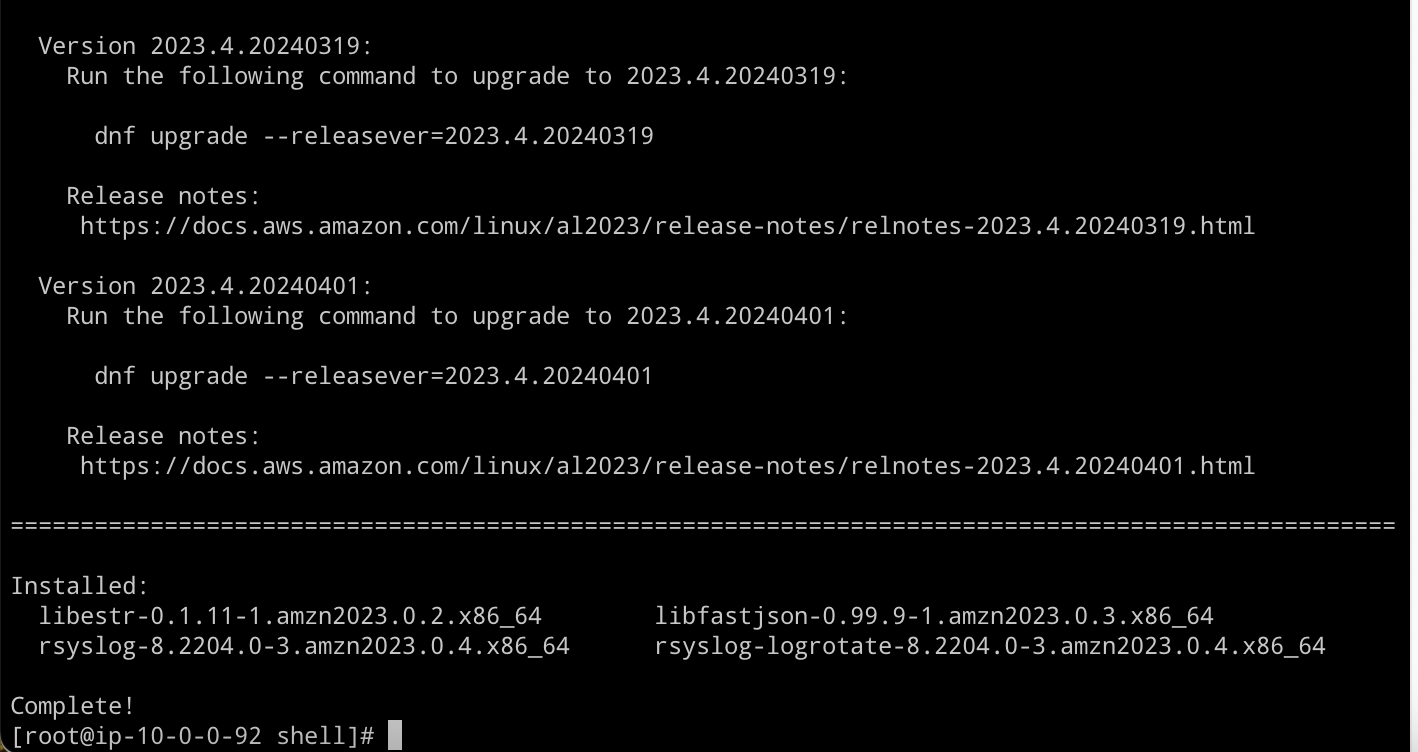 Version 2023.4.20240319:
Run the following command to upgrade to 2023.4.20240319:
dnf upgrade --releasever=2023.4.20240319
Release notes:
https://docs.aws.amazon.com/linux/al2023/release-notes/relnotes-2023.4.20240319.html
Version 2023.4.20240401:
Run the following command to upgrade to 2023.4.20240401:
dnf upgrade --releasever=2023.4.20240401
Release notes:
https://docs.aws.amazon.com/linux/al2023/release-notes/relnotes-2023.4.20240401.html
===================================================================================================
Installed:
libestr-0.1.11-1.amzn2023.0.2.x86_64 libfastjson-0.99.9-1.amzn2023.0.3.x86_64
rsyslog-8.2204.0-3.amzn2023.0.4.x86_64 rsyslog-logrotate-8.2204.0-3.amzn2023.0.4.x86_64
Complete!
[root@ip-10-0-0-92 shell]#